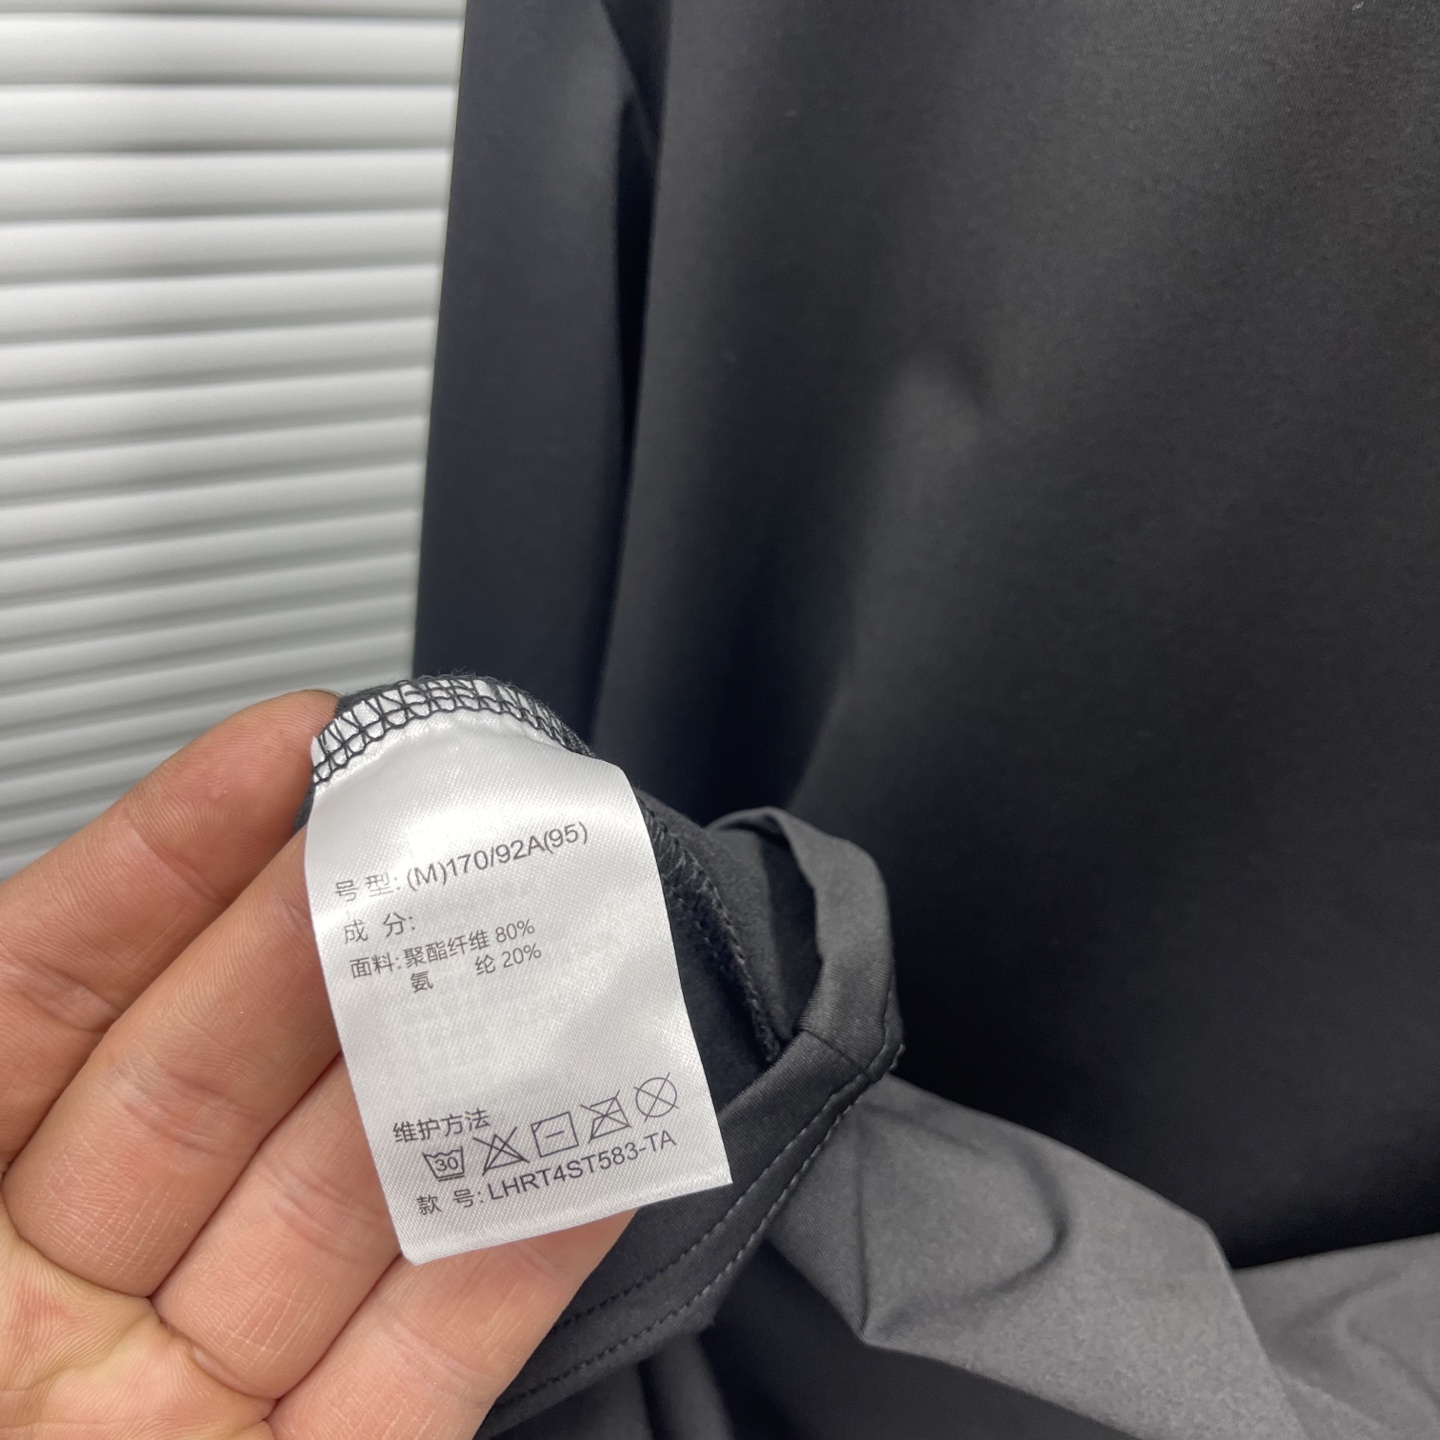 号 型: (M)170/92A(95)
成 分:
面料: 聚酯纤维 80%
氨 纶 20%
维护方法
30
款 号: LHRT4ST583-TA